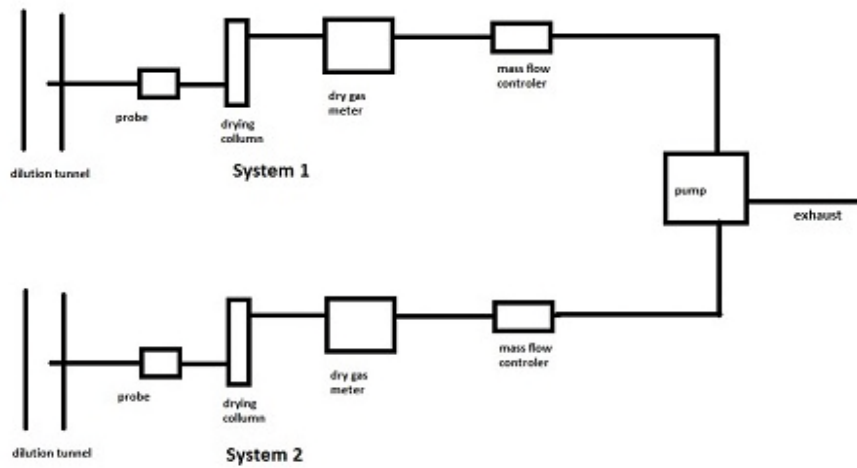 mass flow
controler
dry gas
meter
probe
drying
collumn
dilution tunnel
System 1
pump
exhaust
mass flow
controler
dry gas
meter
probe
drying
collumn
dilution tunnel
System 2